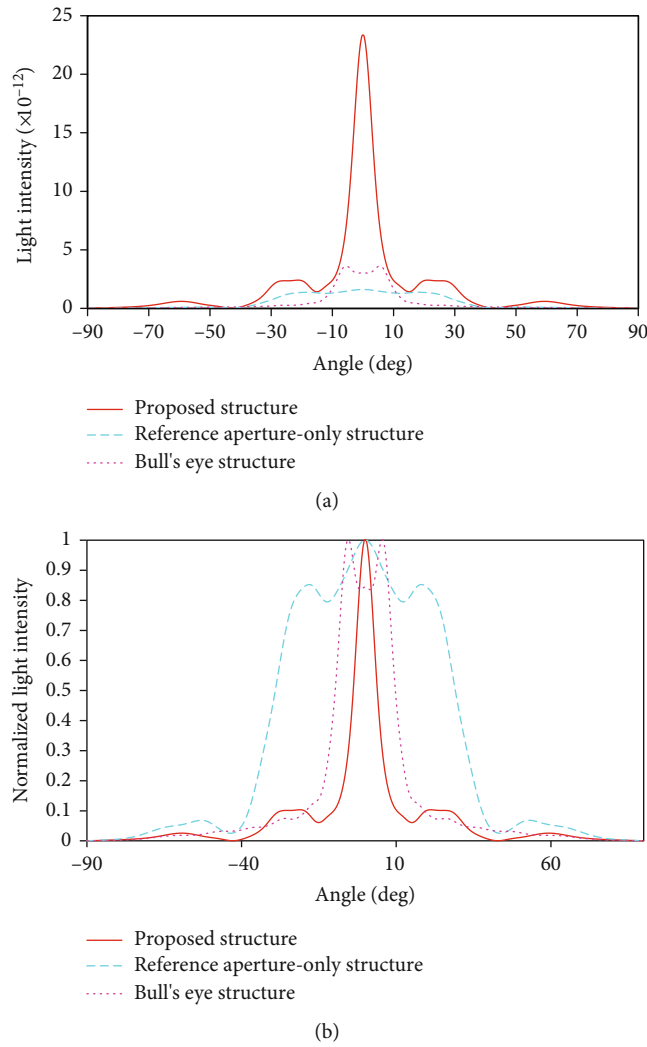 25
20
15
10
5
0
Light intensity (×10⁻¹²)
–90 –70 –50 –30 –10 10 30 50 70 90
Angle (deg)
Proposed structure
Reference aperture-only structure
Bull's eye structure
(a)
1
0.9
0.8
0.7
0.6
0.5
0.4
0.3
0.2
0.1
0
Normalized light intensity
–90 –40 10 60
Angle (deg)
Proposed structure
Reference aperture-only structure
Bull's eye structure
(b)